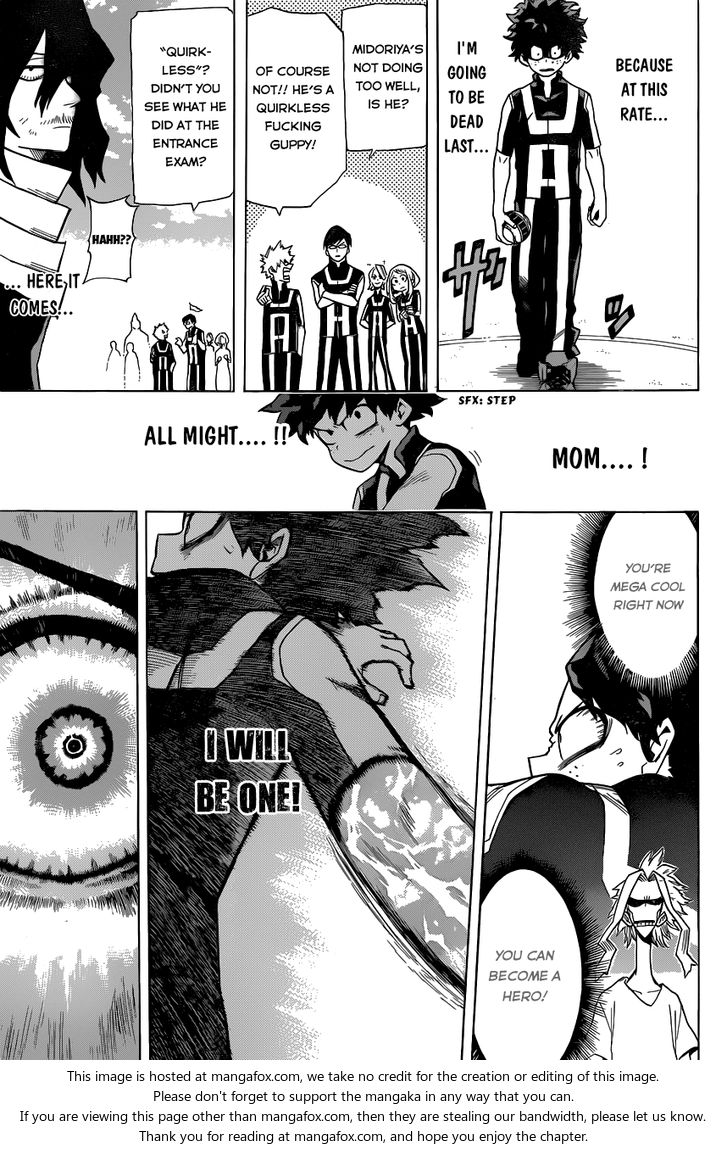 BECAUSE
AT THIS
RATE...
I'M
GOING
TO BE
DEAD
LAST...
ザッ
SFX: STEP
MIDORIYA'S
NOT DOING
TOO WELL,
IS HE?
OF COURSE
NOT!! HE'S A
QUIRKLESS
FUCKING
GUPPY!
"QUIRK-
LESS"?
DIDN'T YOU
SEE WHAT HE
DID AT THE
ENTRANCE
EXAM?
HAHH??
... HERE IT
COMES...
MOM.... !
ALL MIGHT.... !!
YOU'RE
MEGA COOL
RIGHT NOW
YOU CAN
BECOME A
HERO!
I WILL
BE ONE!
This image is hosted at mangafox.com, we take no credit for the creation or editing of this image.
Please don't forget to support the mangaka in any way that you can.
If you are viewing this page other than mangafox.com, then they are stealing our bandwidth, please let us know.
Thank you for reading at mangafox.com, and hope you enjoy the chapter.